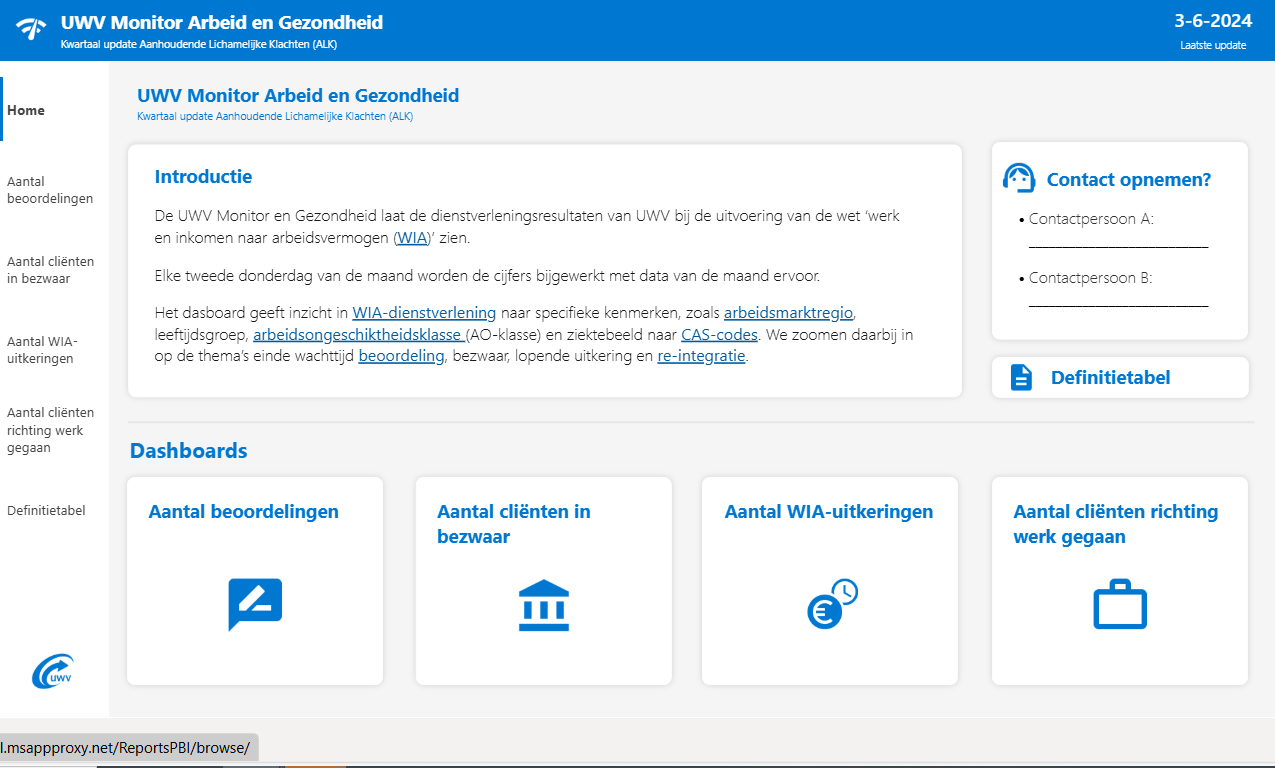 UWV Monitor Arbeid en Gezondheid
Kwartaal update Aanhoudende Lichamelijke Klachten (ALK)
3-6-2024
Laatste update
Home
Aantal
beoordelingen
Aantal cliënten
in bezwaar
Aantal WIA-
uitkeringen
Aantal cliënten
richting werk
gegaan
Definitietabel
UWV
UWV Monitor Arbeid en Gezondheid
Kwartaal update Aanhoudende Lichamelijke Klachten (ALK)
Introductie
De UWV Monitor en Gezondheid laat de dienstverleningsresultaten van UWV bij de uitvoering van de wet ‘werk
en inkomen naar arbeidsvermogen (WIA)’ zien.
Elke tweede donderdag van de maand worden de cijfers bijgewerkt met data van de maand ervoor.
Het dasboard geeft inzicht in WIA-dienstverlening naar specifieke kenmerken, zoals arbeidsmarktregio,
leeftijdsgroep, arbeidsongeschiktheidsklasse (AO-klasse) en ziektebeeld naar CAS-codes. We zoomen daarbij in
op de thema’s einde wachttijd beoordeling, bezwaar, lopende uitkering en re-integratie.
Contact opnemen?
• Contactpersoon A:
___________________________
• Contactpersoon B:
___________________________
Definitietabel
Dashboards
Aantal beoordelingen
Aantal cliënten in
bezwaar
Aantal WIA-uitkeringen
Aantal cliënten richting
werk gegaan
l.msappproxy.net/ReportsPBI/browse/